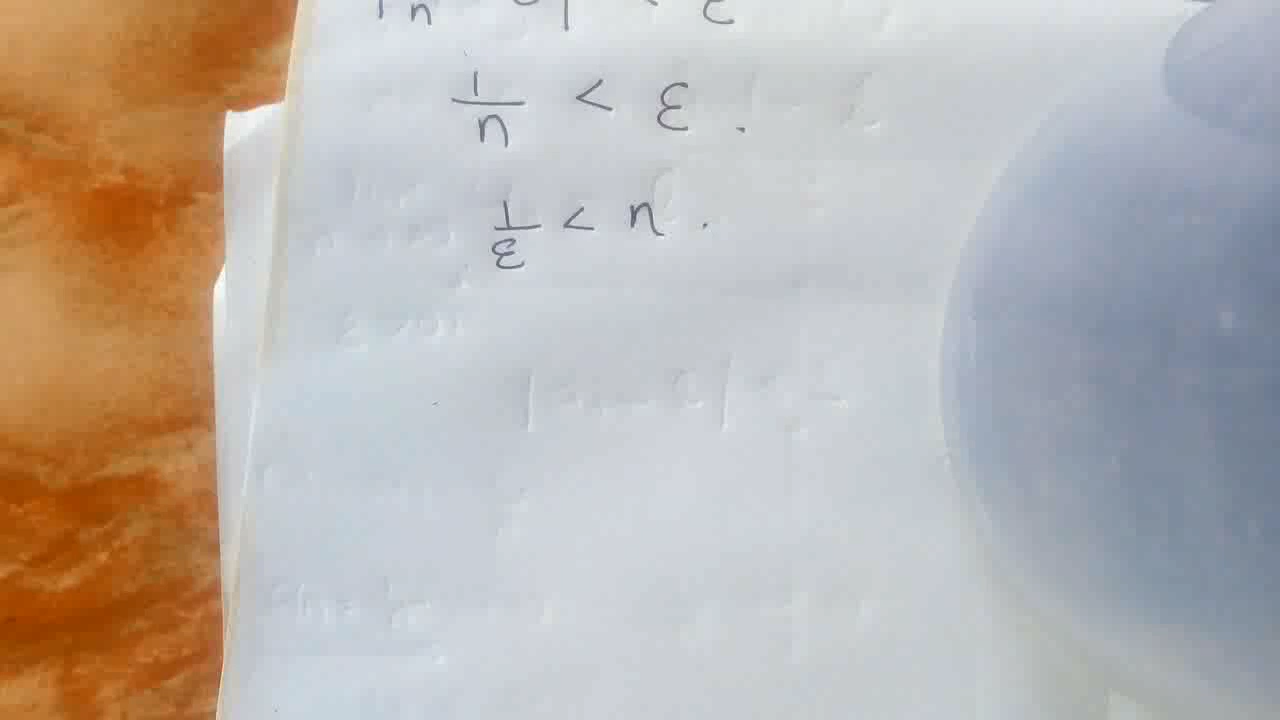 1/n < ε .
1/ε < n .